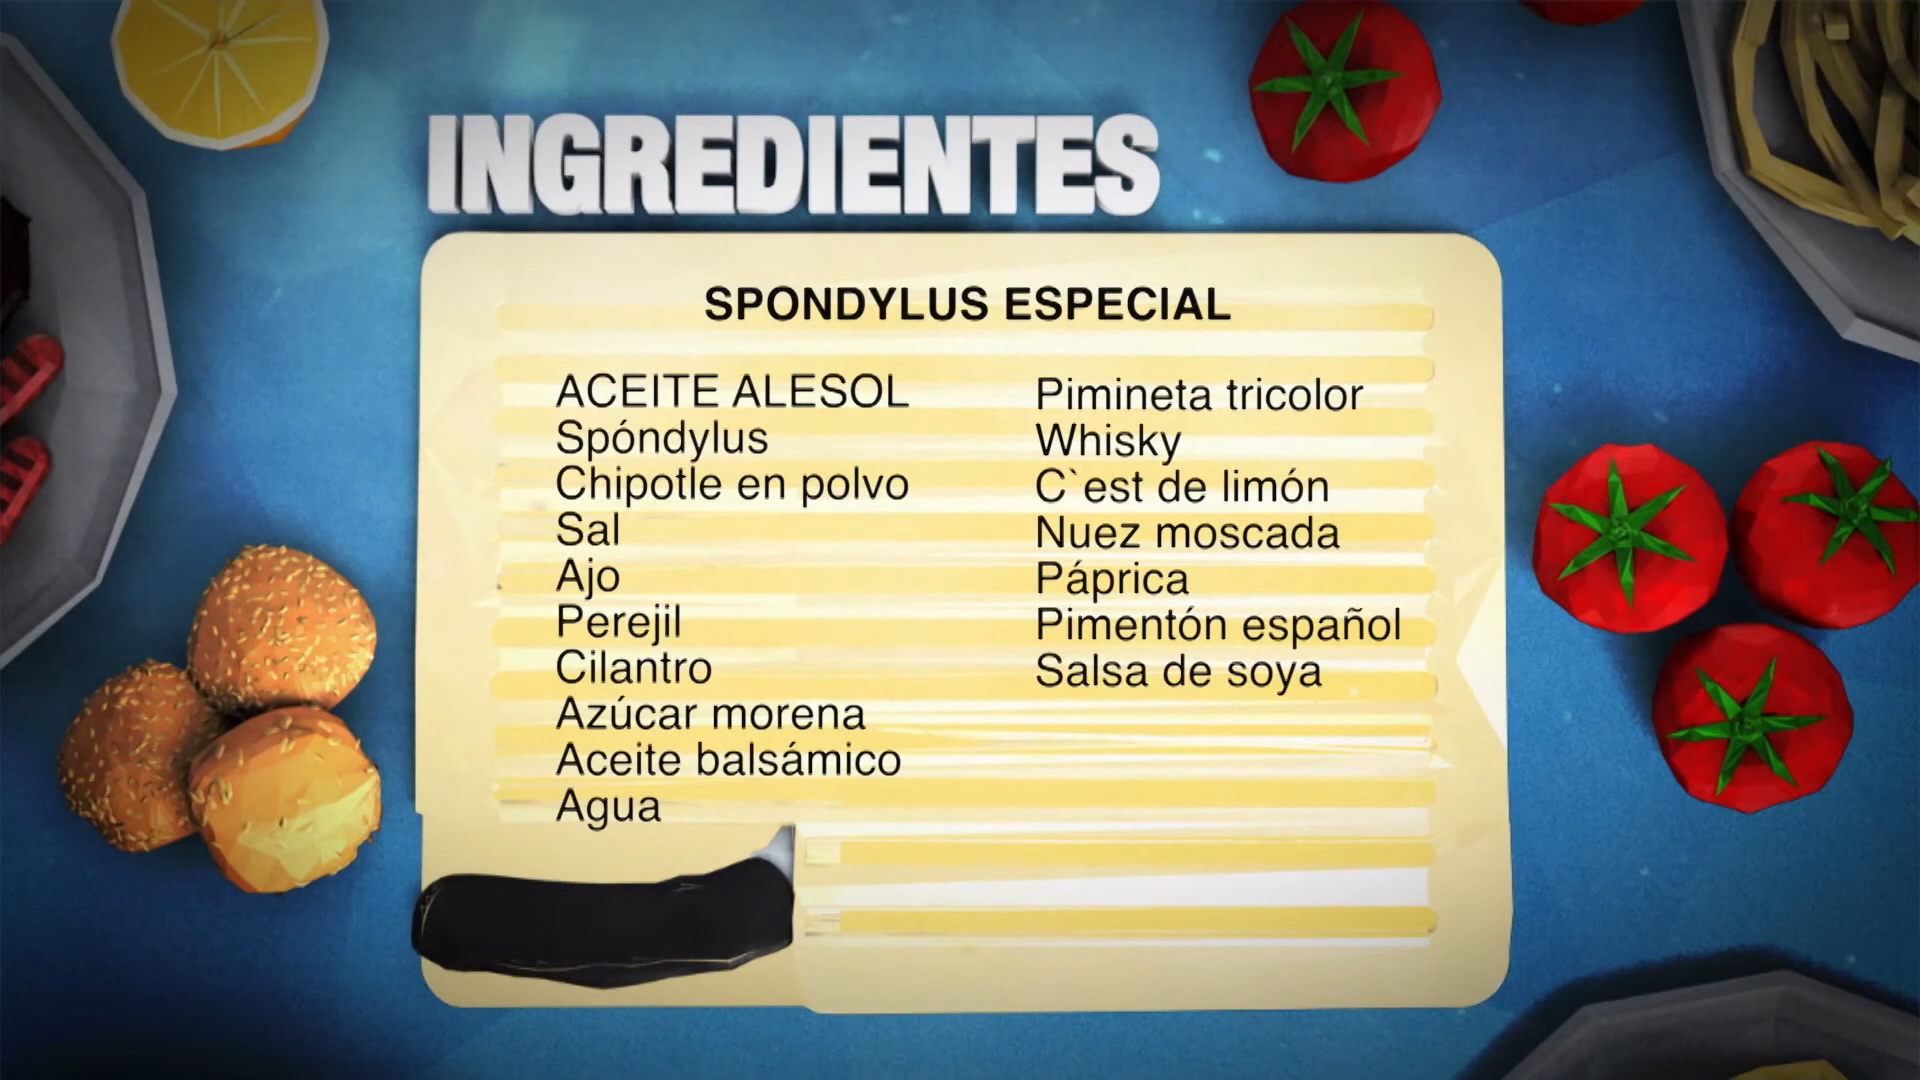 INGREDIENTES
SPONDYLUS ESPECIAL
ACEITE ALESOL
Spóndylus
Chipotle en polvo
Sal
Ajo
Perejil
Cilantro
Azúcar morena
Aceite balsámico
Agua
Pimineta tricolor
Whisky
C`est de limón
Nuez moscada
Páprica
Pimentón español
Salsa de soya